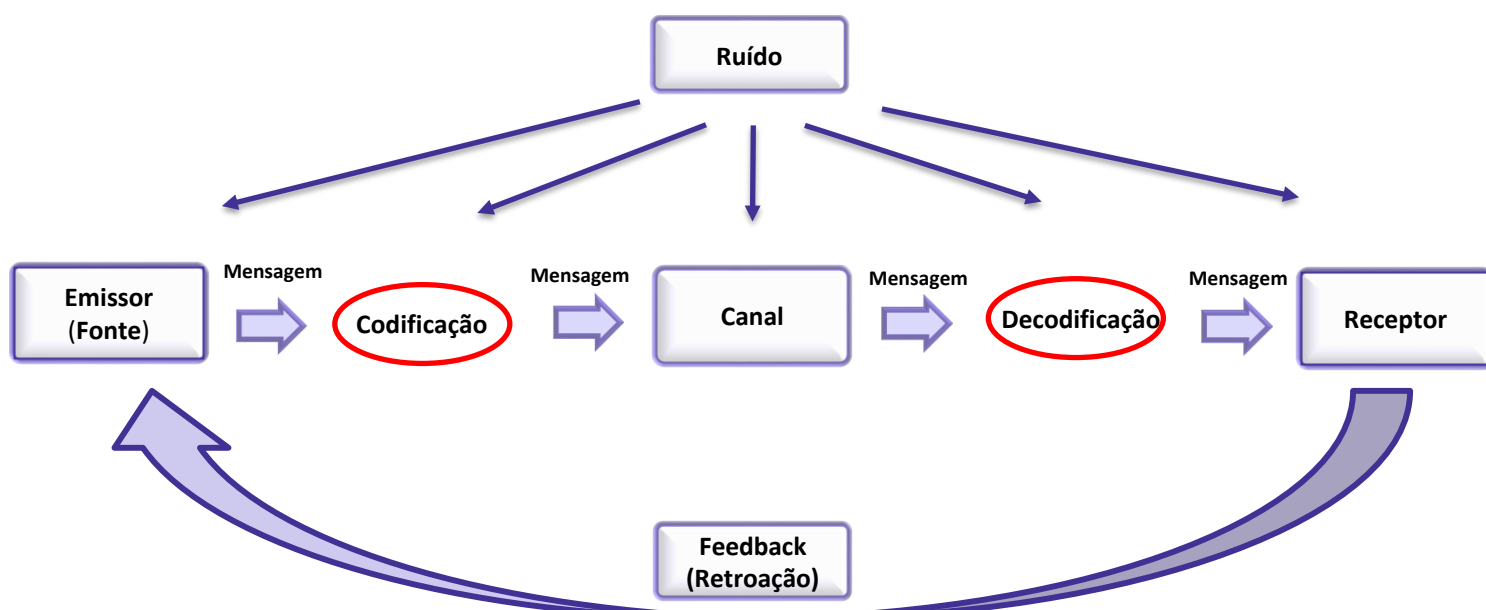 Ruído
Mensagem
Mensagem
Mensagem
Mensagem
Emissor
(Fonte)
Codificação
Canal
Decodificação
Receptor
Feedback
(Retroação)